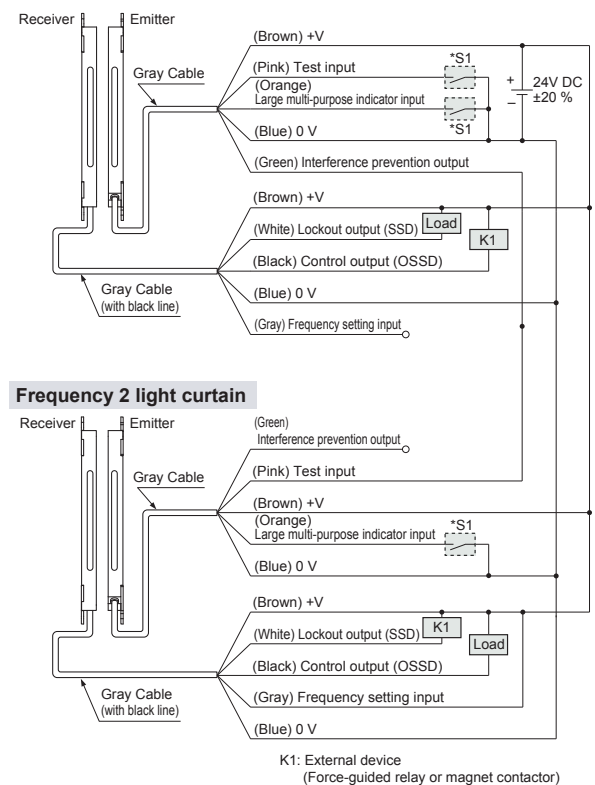 Receiver
Emitter
Gray Cable
(Brown) +V
(Pink) Test input
*S1
(Orange)
Large multi-purpose indicator input
*S1
+
−
24V DC
±20 %
(Blue) 0 V
(Green) Interference prevention output
(Brown) +V
(White) Lockout output (SSD)
Load
K1
(Black) Control output (OSSD)
Gray Cable
(with black line)
(Blue) 0 V
(Gray) Frequency setting input
Frequency 2 light curtain
Receiver
Emitter
(Green)
Interference prevention output
Gray Cable
(Pink) Test input
(Brown) +V
(Orange)
Large multi-purpose indicator input
*S1
(Blue) 0 V
(Brown) +V
(White) Lockout output (SSD)
K1
Load
(Black) Control output (OSSD)
Gray Cable
(with black line)
(Gray) Frequency setting input
(Blue) 0 V
K1: External device
(Force-guided relay or magnet contactor)